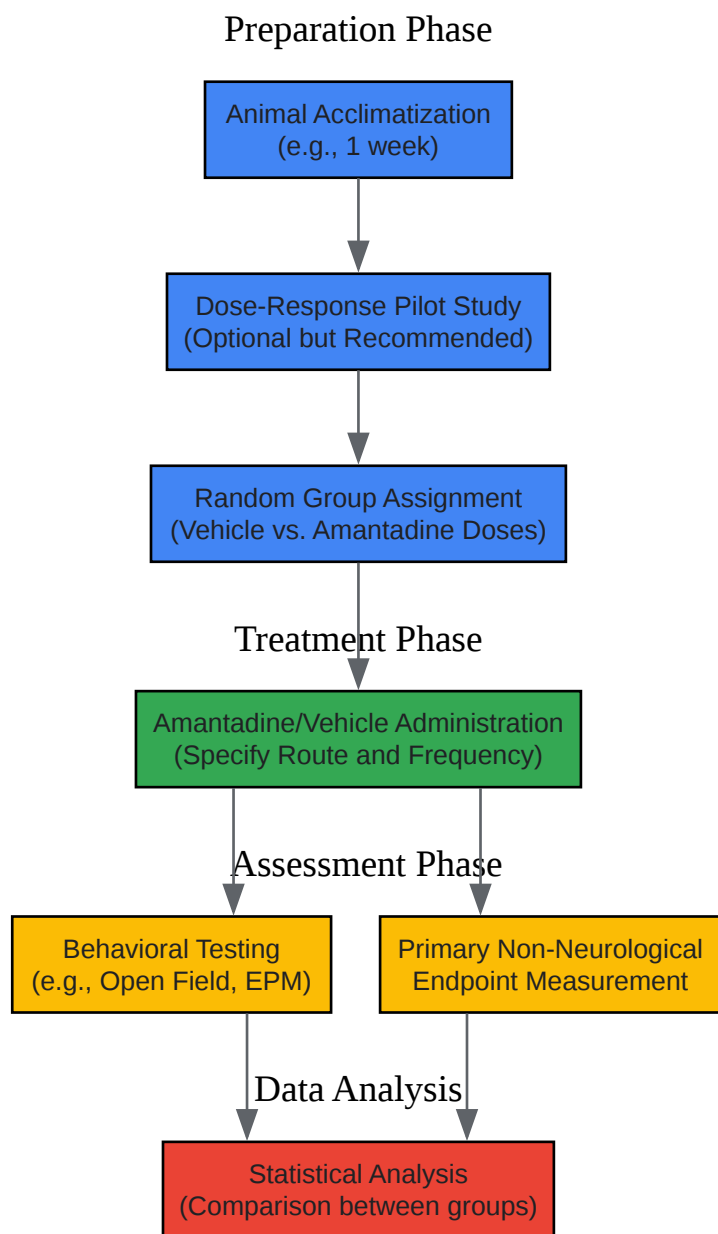 Preparation Phase
Animal Acclimatization
(e.g., 1 week)
Dose-Response Pilot Study
(Optional but Recommended)
Random Group Assignment
(Vehicle vs. Amantadine Doses)
Treatment Phase
Amantadine/Vehicle Administration
(Specify Route and Frequency)
Assessment Phase
Behavioral Testing
(e.g., Open Field, EPM)
Primary Non-Neurological
Endpoint Measurement
Data Analysis
Statistical Analysis
(Comparison between groups)